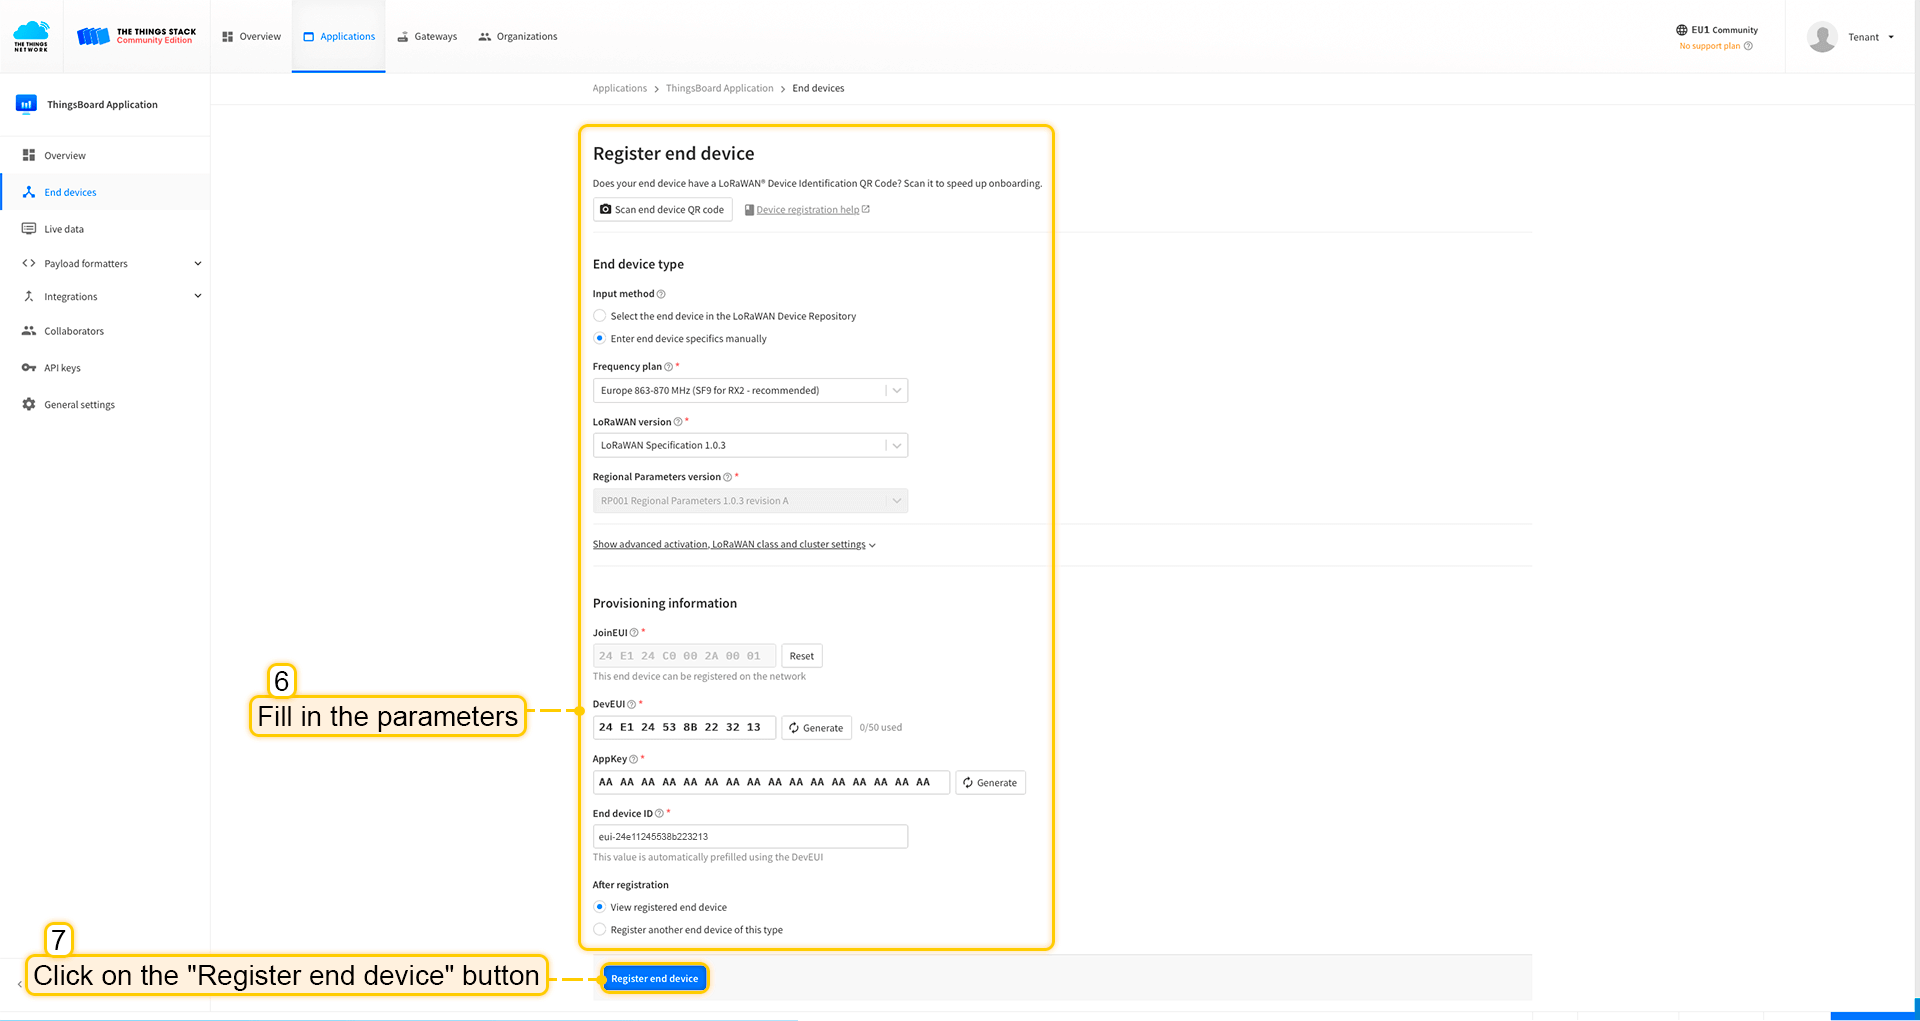 THE THINGS NETWORK
THE THINGS STACK
Community Edition
Overview
Applications
Gateways
Organizations
EU1 Community
No support plan
Tenant
ThingsBoard Application
Applications > ThingsBoard Application > End devices
Overview
End devices
Live data
Payload formatters
Integrations
Collaborators
API keys
General settings
Register end device
Does your end device have a LoRaWAN® Device Identification QR Code? Scan it to speed up onboarding.
Scan end device QR code
Device registration help
End device type
Input method
Select the end device in the LoRaWAN Device Repository
Enter end device specifics manually
Frequency plan *
Europe 863-870 MHz (SF9 for RX2 - recommended)
LoRaWAN version *
LoRaWAN Specification 1.0.3
Regional Parameters version *
RP001 Regional Parameters 1.0.3 revision A
Show advanced activation, LoRaWAN class and cluster settings
Provisioning information
JoinEUI *
24 E1 24 C0 00 2A 00 01
Reset
This end device can be registered on the network
6
Fill in the parameters
DevEUI *
24 E1 24 53 8B 22 32 13
Generate
0/50 used
AppKey *
AA AA AA AA AA AA AA AA AA AA AA AA AA AA AA AA
Generate
End device ID *
eui-24e11245538b223213
This value is automatically prefilled using the DevEUI
After registration
View registered end device
Register another end device of this type
7
Click on the "Register end device" button
Register end device